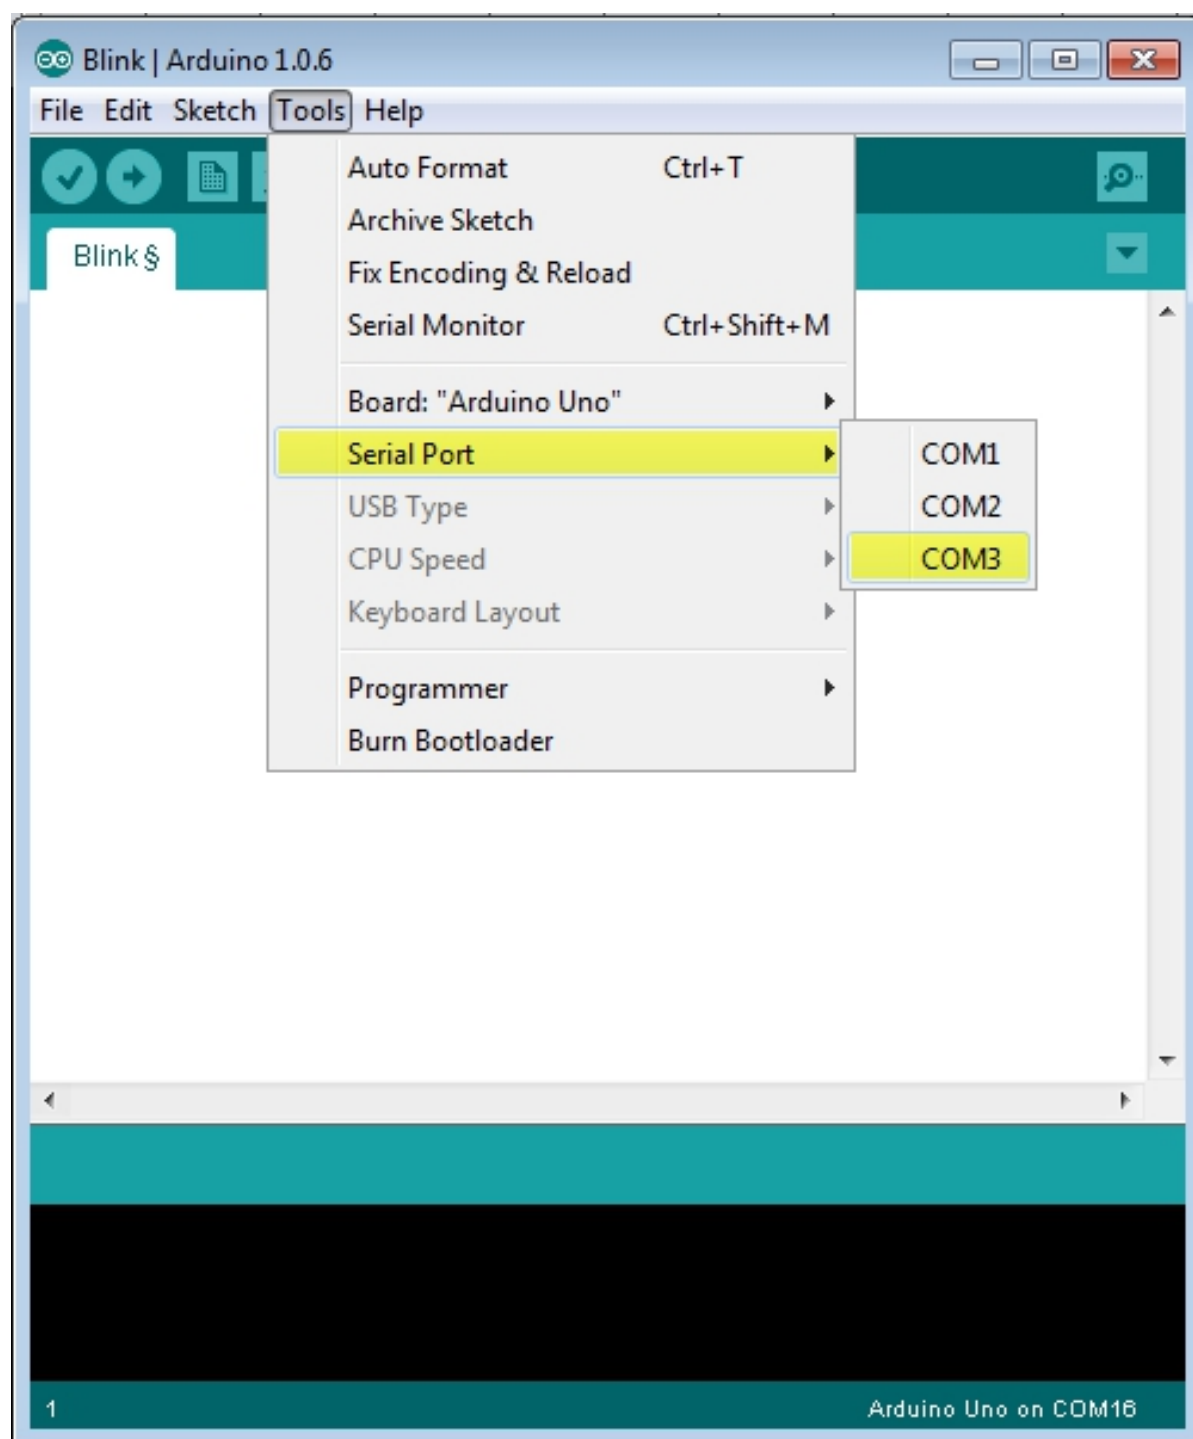 Blink | Arduino 1.0.6
File Edit Sketch Tools Help
Auto Format Ctrl+T
Archive Sketch
Blink §
Fix Encoding & Reload
Serial Monitor Ctrl+Shift+M
Board: "Arduino Uno"
Serial Port
COM1
USB Type
COM2
CPU Speed
COM3
Keyboard Layout
Programmer
Burn Bootloader
1
Arduino Uno on COM16